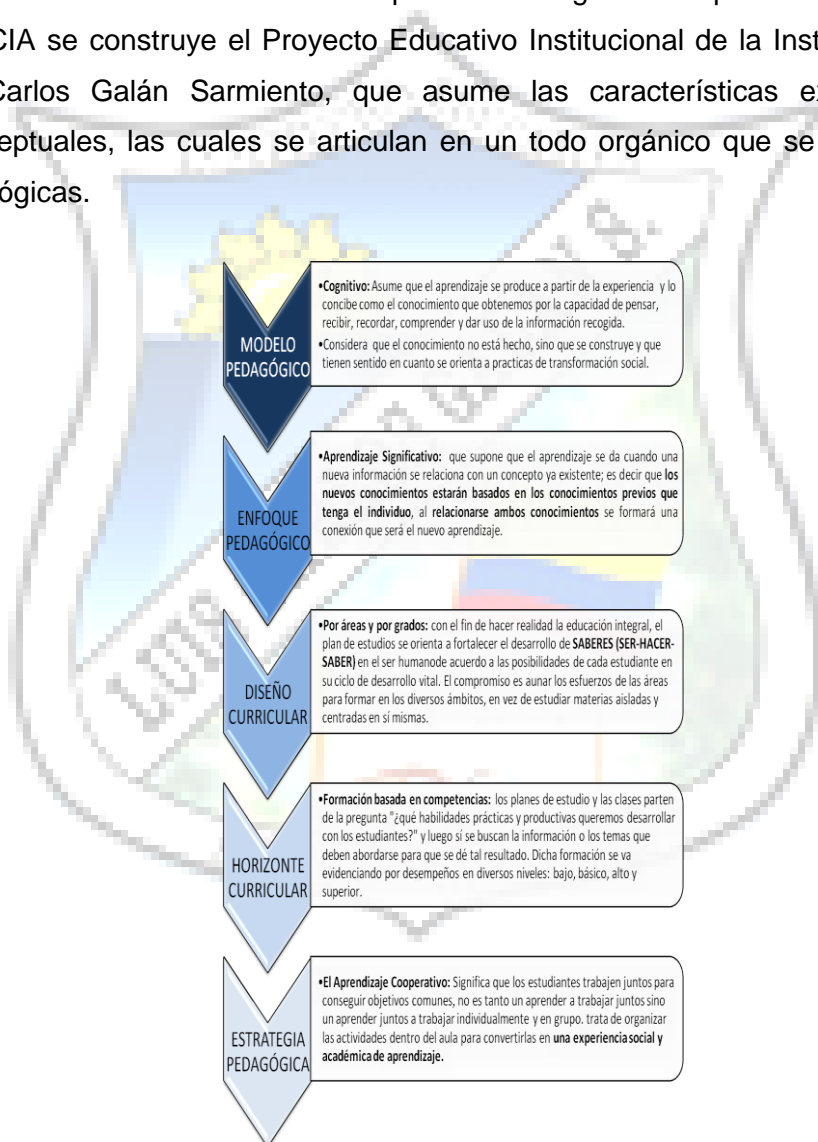 CIA se construye el Proyecto Educativo Institucional de la
Carlos Galán Sarmiento, que asume las características
las cuales se articulan en un todo orgánico que se
MODELO
PEDAGÓGICO
•Cognitivo: Asume que el aprendizaje se produce a partir de la experiencia y lo
concibe como el conocimiento que obtenemos por la capacidad de pensar,
recibir, recordar, comprender y dar uso de la información recogida.
•Considera que el conocimiento no está hecho, sino que se construye y que
tienen sentido en cuanto se orienta a practicas de transformación social.
ENFOQUE
PEDAGÓGICO
•Aprendizaje Significativo: que supone que el aprendizaje se da cuando una
nueva información se relaciona con un concepto ya existente; es decir que los
nuevos conocimientos estarán basados en los conocimientos previos que
tenga el individuo, al relacionarse ambos conocimientos se formará una
conexión que será el nuevo aprendizaje.
DISEÑO
CURRICULAR
•Por áreas y por grados: con el fin de hacer realidad la educación integral, el
plan de estudios se orienta a fortalecer el desarrollo de SABERES (SER-HACER-
SABER) en el ser humanode acuerdo a las posibilidades de cada estudiante en
su ciclo de desarrollo vital. El compromiso es aunar los esfuerzos de las áreas
para formar en los diversos ámbitos, en vez de estudiar materias aisladas y
centradas en sí mismas.
HORIZONTE
CURRICULAR
•Formación basada en competencias: los planes de estudio y las clases parten
de la pregunta "¿qué habilidades prácticas y productivas queremos desarrollar
con los estudiantes?" y luego sí se buscan la información o los temas que
deben abordarse para que se dé tal resultado. Dicha formación se va
evidenciando por desempeños en diversos niveles: bajo, básico, alto y
superior.
ESTRATEGIA
PEDAGÓGICA
•El Aprendizaje Cooperativo: Significa que los estudiantes trabajen juntos para
conseguir objetivos comunes, no es tanto un aprender a trabajar juntos sino
un aprender juntos a trabajar individualmente y en grupo. trata de organizar
las actividades dentro del aula para convertirlas en una experiencia social y
académica de aprendizaje.